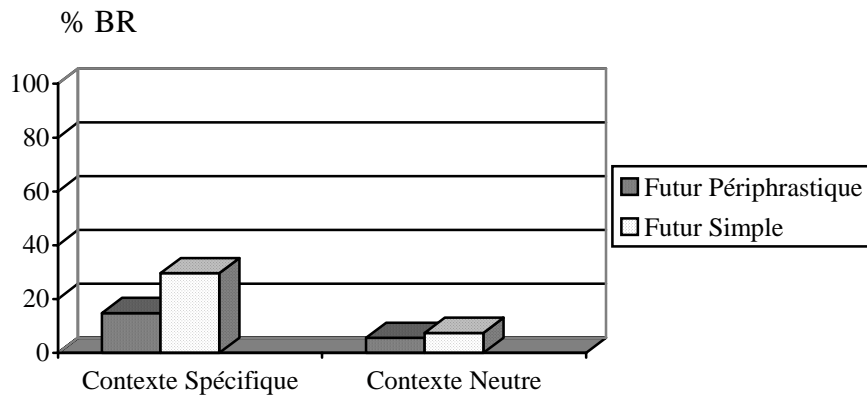 % BR
100
80
60
40
20
0
Contexte Spécifique
Contexte Neutre
Futur Périphrastique
Futur Simple